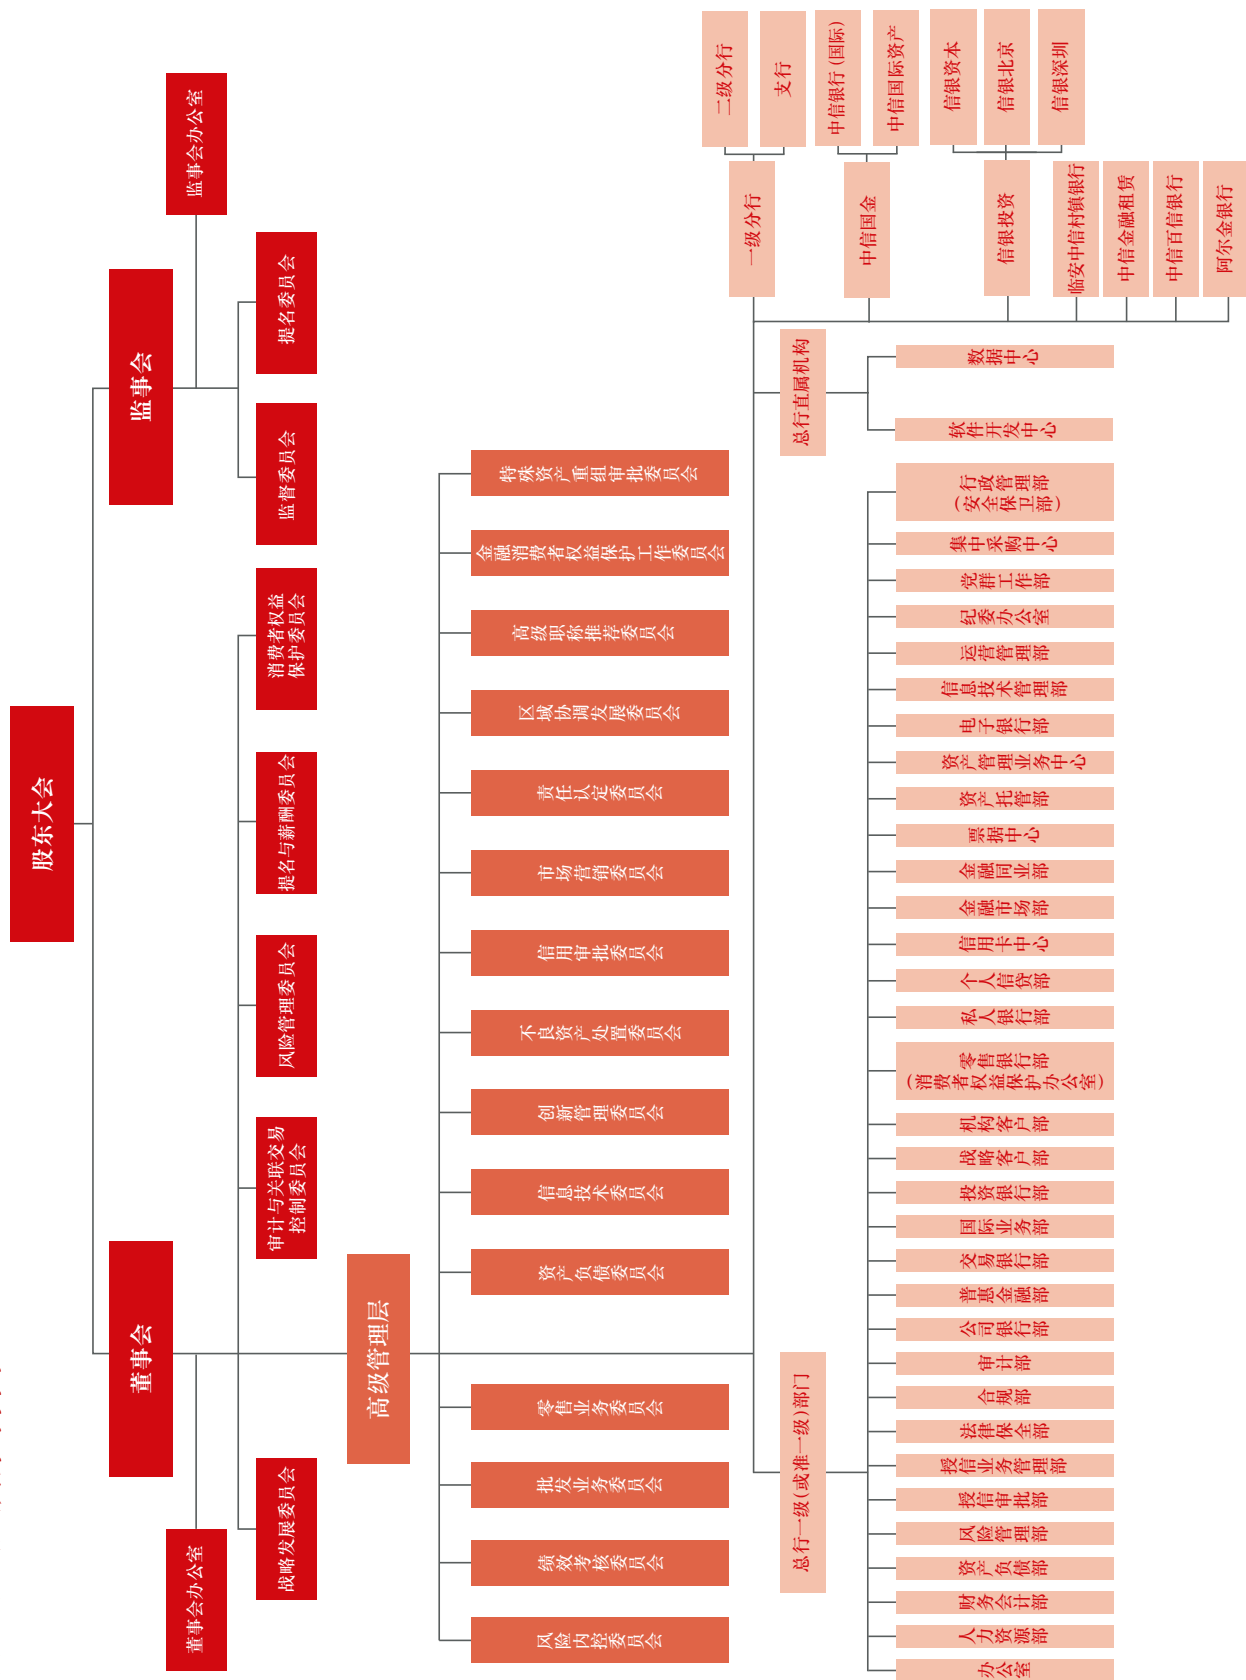 股东大会
董事会
监事会
董事会办公室
监事会办公室
战略发展委员会
审计与关联交易
控制委员会
风险管理委员会
提名与薪酬委员会
消费者权益
保护委员会
监督委员会
提名委员会
高级管理层
风险内控委员会
绩效考核委员会
批发业务委员会
零售业务委员会
资产负债委员会
信息技术委员会
创新管理委员会
不良资产处置委员会
信用审批委员会
市场营销委员会
责任认定委员会
区域协调发展委员会
高级职称推荐委员会
金融消费者权益保护工作委员会
特殊资产重组审批委员会
总行一级(或准一级)部门
总行直属机构
一级分行
中信国金
信银投资
临安中信村镇银行
中信金融租赁
中信百信银行
阿尔金银行
二级分行
支行
中信银行(国际)
中信国际资产
信银资本
信银北京
信银深圳
办公室
人力资源部
财务会计部
资产负债部
风险管理部
授信审批部
授信业务管理部
法律保全部
合规部
审计部
公司银行部
普惠金融部
交易银行部
国际业务部
投资银行部
战略客户部
机构客户部
零售银行部
(消费者权益保护办公室)
私人银行部
个人信贷部
信用卡中心
金融市场部
金融同业部
票据中心
资产托管部
资产管理业务中心
电子银行部
信息技术管理部
运营管理部
纪委办公室
党群工作部
集中采购中心
行政管理部
(安全保卫部)
软件开发中心
数据中心